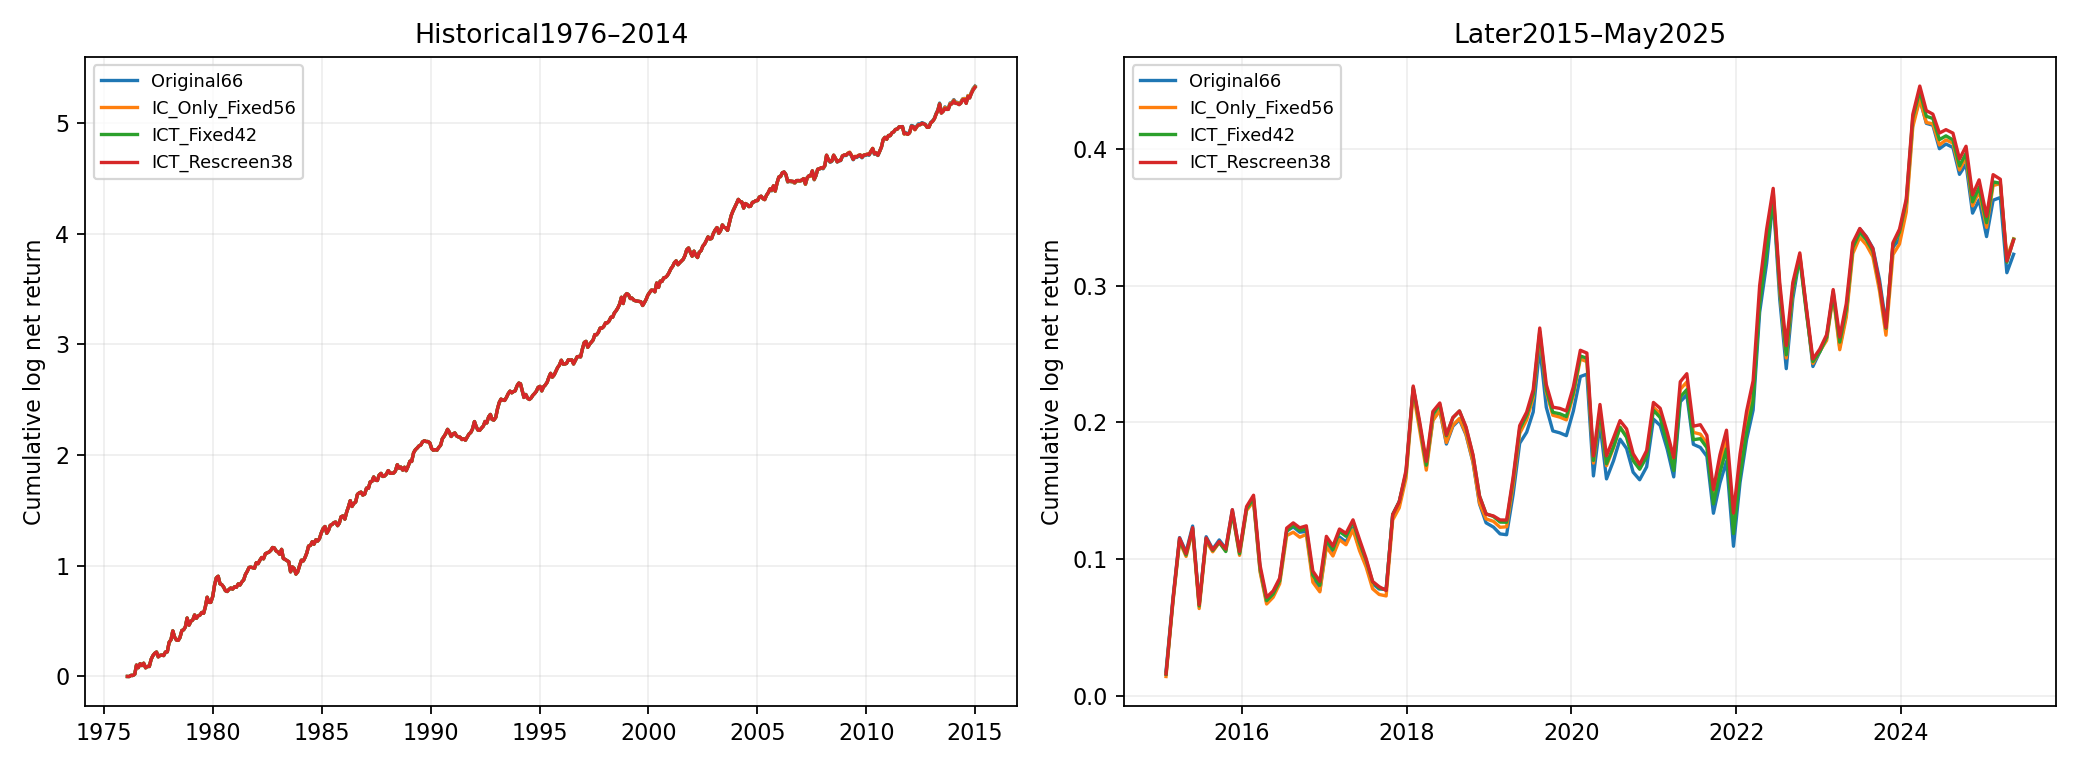 Historical1976–2014
Original66
IC_Only_Fixed56
ICT_Fixed42
ICT_Rescreen38
Cumulative log net return
5
4
3
2
1
0
1975 1980 1985 1990 1995 2000 2005 2010 2015
Later2015–May2025
Original66
IC_Only_Fixed56
ICT_Fixed42
ICT_Rescreen38
Cumulative log net return
0.4
0.3
0.2
0.1
0.0
2016 2018 2020 2022 2024